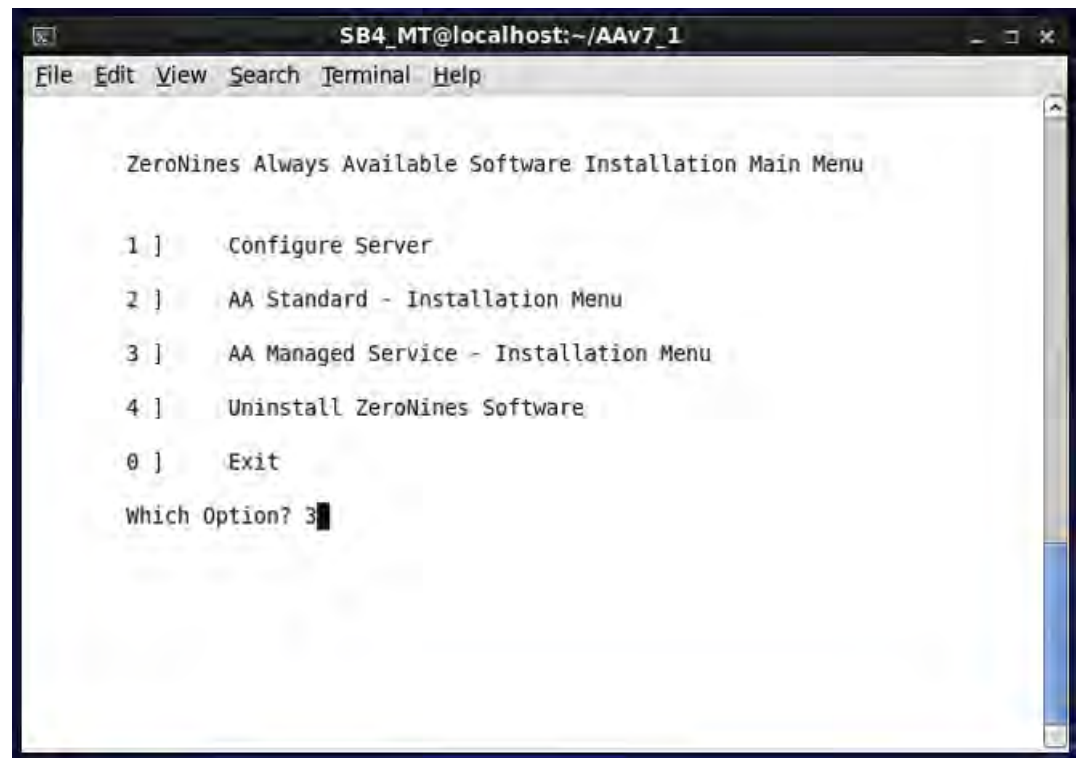 SB4_MT@localhost:~/AAv7_1
File Edit View Search Terminal Help
ZeroNines Always Available Software Installation Main Menu
1 ] Configure Server
2 ] AA Standard - Installation Menu
3 ] AA Managed Service - Installation Menu
4 ] Uninstall ZeroNines Software
0 ] Exit
Which Option? 3